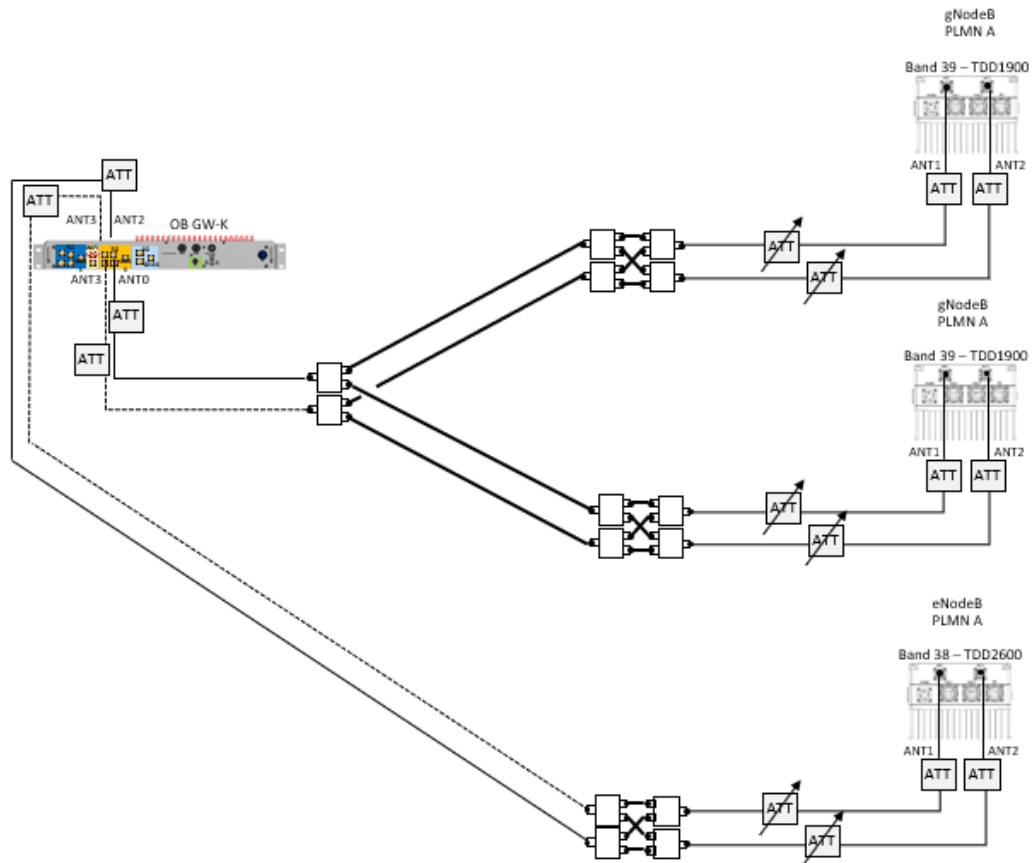 gNodeB
PLMN A
Band 39 – TDD1900
ANT1
ANT2
ATT
ATT
ATT
ATT
ATT
ATT
ANT3
ANT2
OB GW-K
ANT3
ANT0
ATT
ATT
gNodeB
PLMN A
Band 39 – TDD1900
ANT1
ANT2
ATT
ATT
ATT
ATT
eNodeB
PLMN A
Band 38 – TDD2600
ANT1
ANT2
ATT
ATT
ATT
ATT